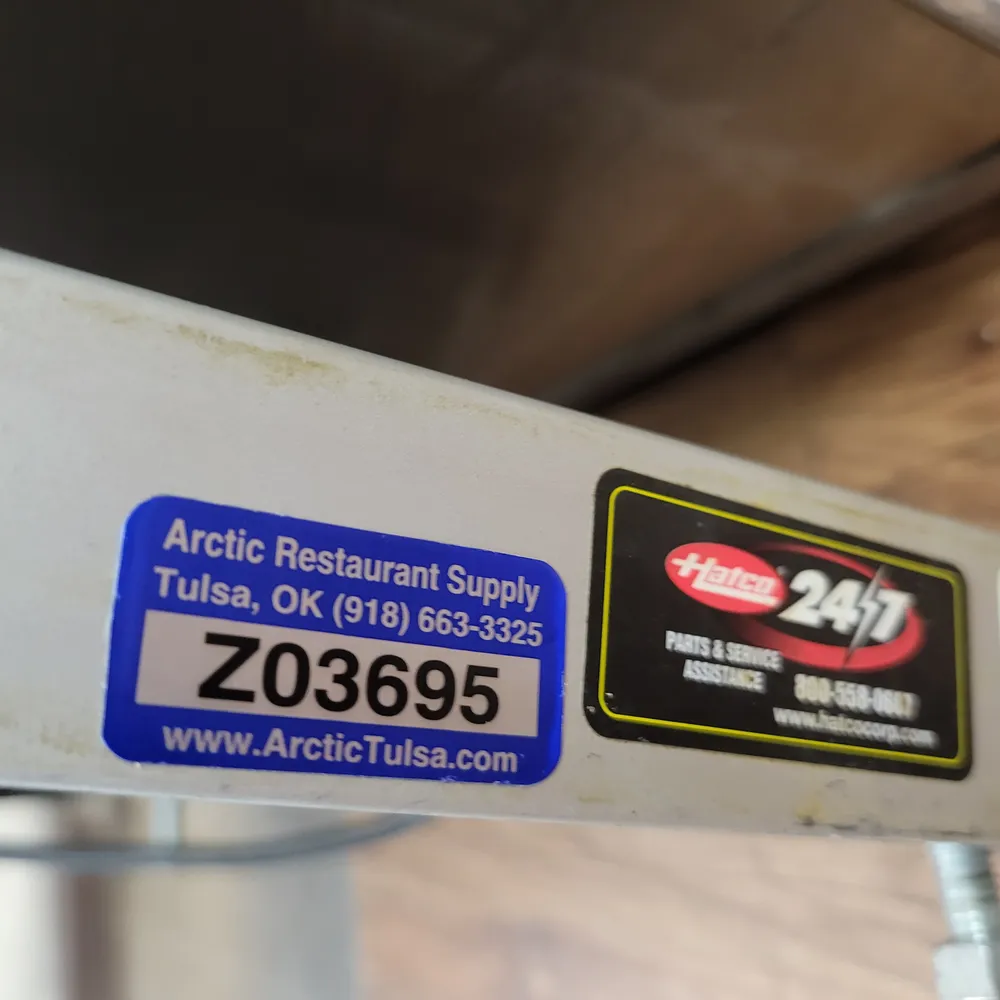 Arctic Restaurant Supply
Tulsa, OK (918) 663-3325
Z03695
www.ArcticTulsa.com
Hatco 24/7
PARTS & SERVICE
ASSISTANCE
www.hatcocorp.com